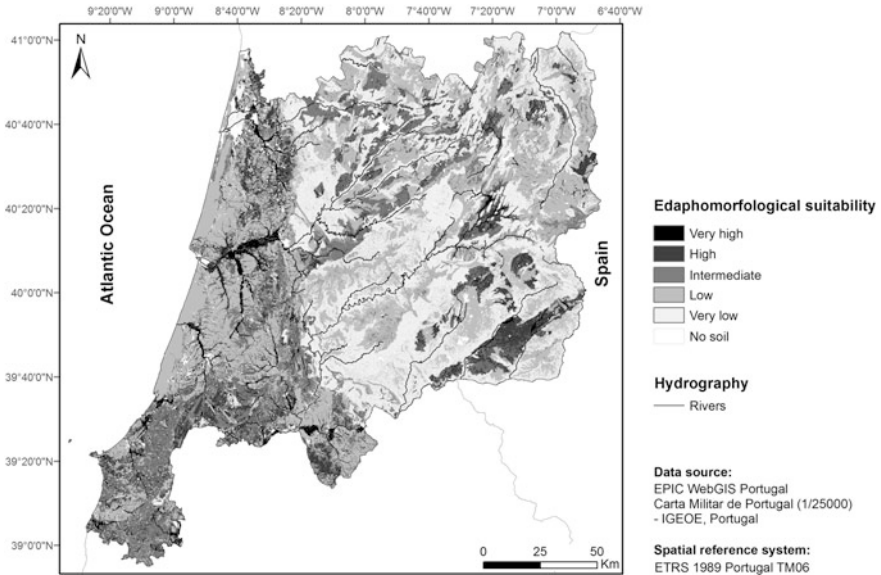 9°20'0"W 9°0'0"W 8°40'0"W 8°20'0"W 8°0'0"W 7°40'0"W 7°20'0"W 7°0'0"W 6°40'0"W
41°0'0"N
N
40°40'0"N
40°20'0"N
40°0'0"N
39°40'0"N
39°20'0"N
39°0'0"N
Atlantic Ocean
Spain
0 25 50
Km
Edaphomorfological suitability
Very high
High
Intermediate
Low
Very low
No soil
Hydrography
Rivers
Data source:
EPIC WebGIS Portugal
Carta Militar de Portugal (1/25000)
- IGEOE, Portugal
Spatial reference system:
ETRS 1989 Portugal TM06